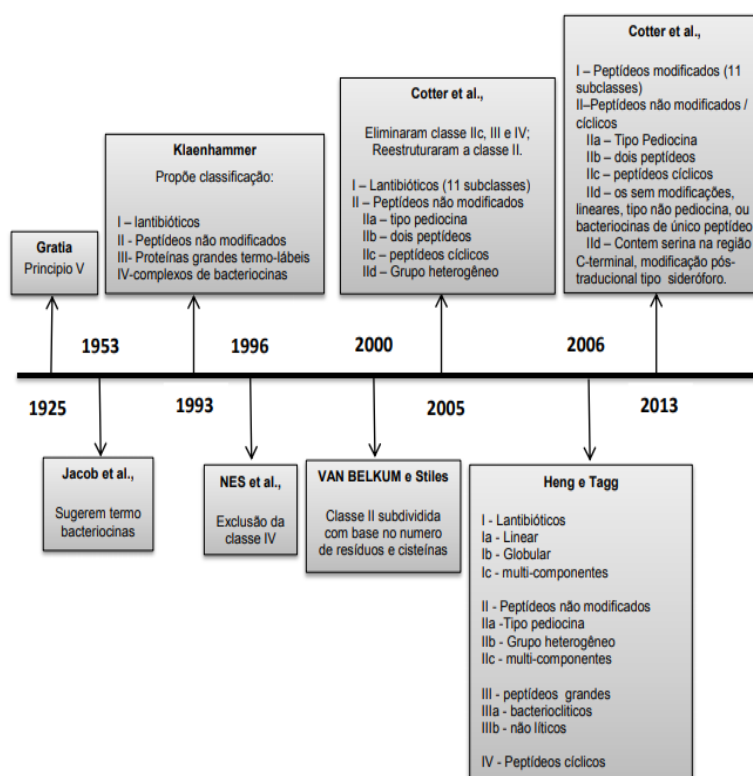 Gratia
Principio V
1925
1953
Jacob et al.,
Sugerem termo
bacteriocinas
Klaenhammer
Propõe classificação:
I – lantibióticos
II - Peptídeos não modificados
III- Proteínas grandes termo-lábeis
IV-complexos de bacteriocinas
1993
1996
NES et al.,
Exclusão da
classe IV
2000
VAN BELKUM e Stiles
Classe II subdividida
com base no numero
de resíduos e cisteínas
Cotter et al.,
Eliminaram classe IIc, III e IV;
Reestruturaram a classe II.
I – Lantibióticos (11 subclasses)
II – Peptídeos não modificados
IIa – tipo pediocina
IIb – dois peptídeos
IIc – peptídeos cíclicos
IId – Grupo heterogêneo
2005
2006
Heng e Tagg
I - Lantibióticos
Ia – Linear
Ib – Globular
Ic - multi-componentes
II - Peptídeos não modificados
IIa -Tipo pediocina
IIb - Grupo heterogêneo
IIc - multi-componentes
III - peptídeos grandes
IIIa - bacteriocliticos
IIIb - não líticos
IV - Peptídeos cíclicos
Cotter et al.,
I – Peptídeos modificados (11
subclasses)
II–Peptídeos não modificados /
cíclicos
IIa – Tipo Pediocina
IIb – dois peptídeos
IIc – peptídeos cíclicos
IId – os sem modificações,
lineares, tipo não pediocina, ou
bacteriocinas de único peptídeo
IId – Contem serina na região
C-terminal, modificação pós-
traducional tipo sideróforo.
2013